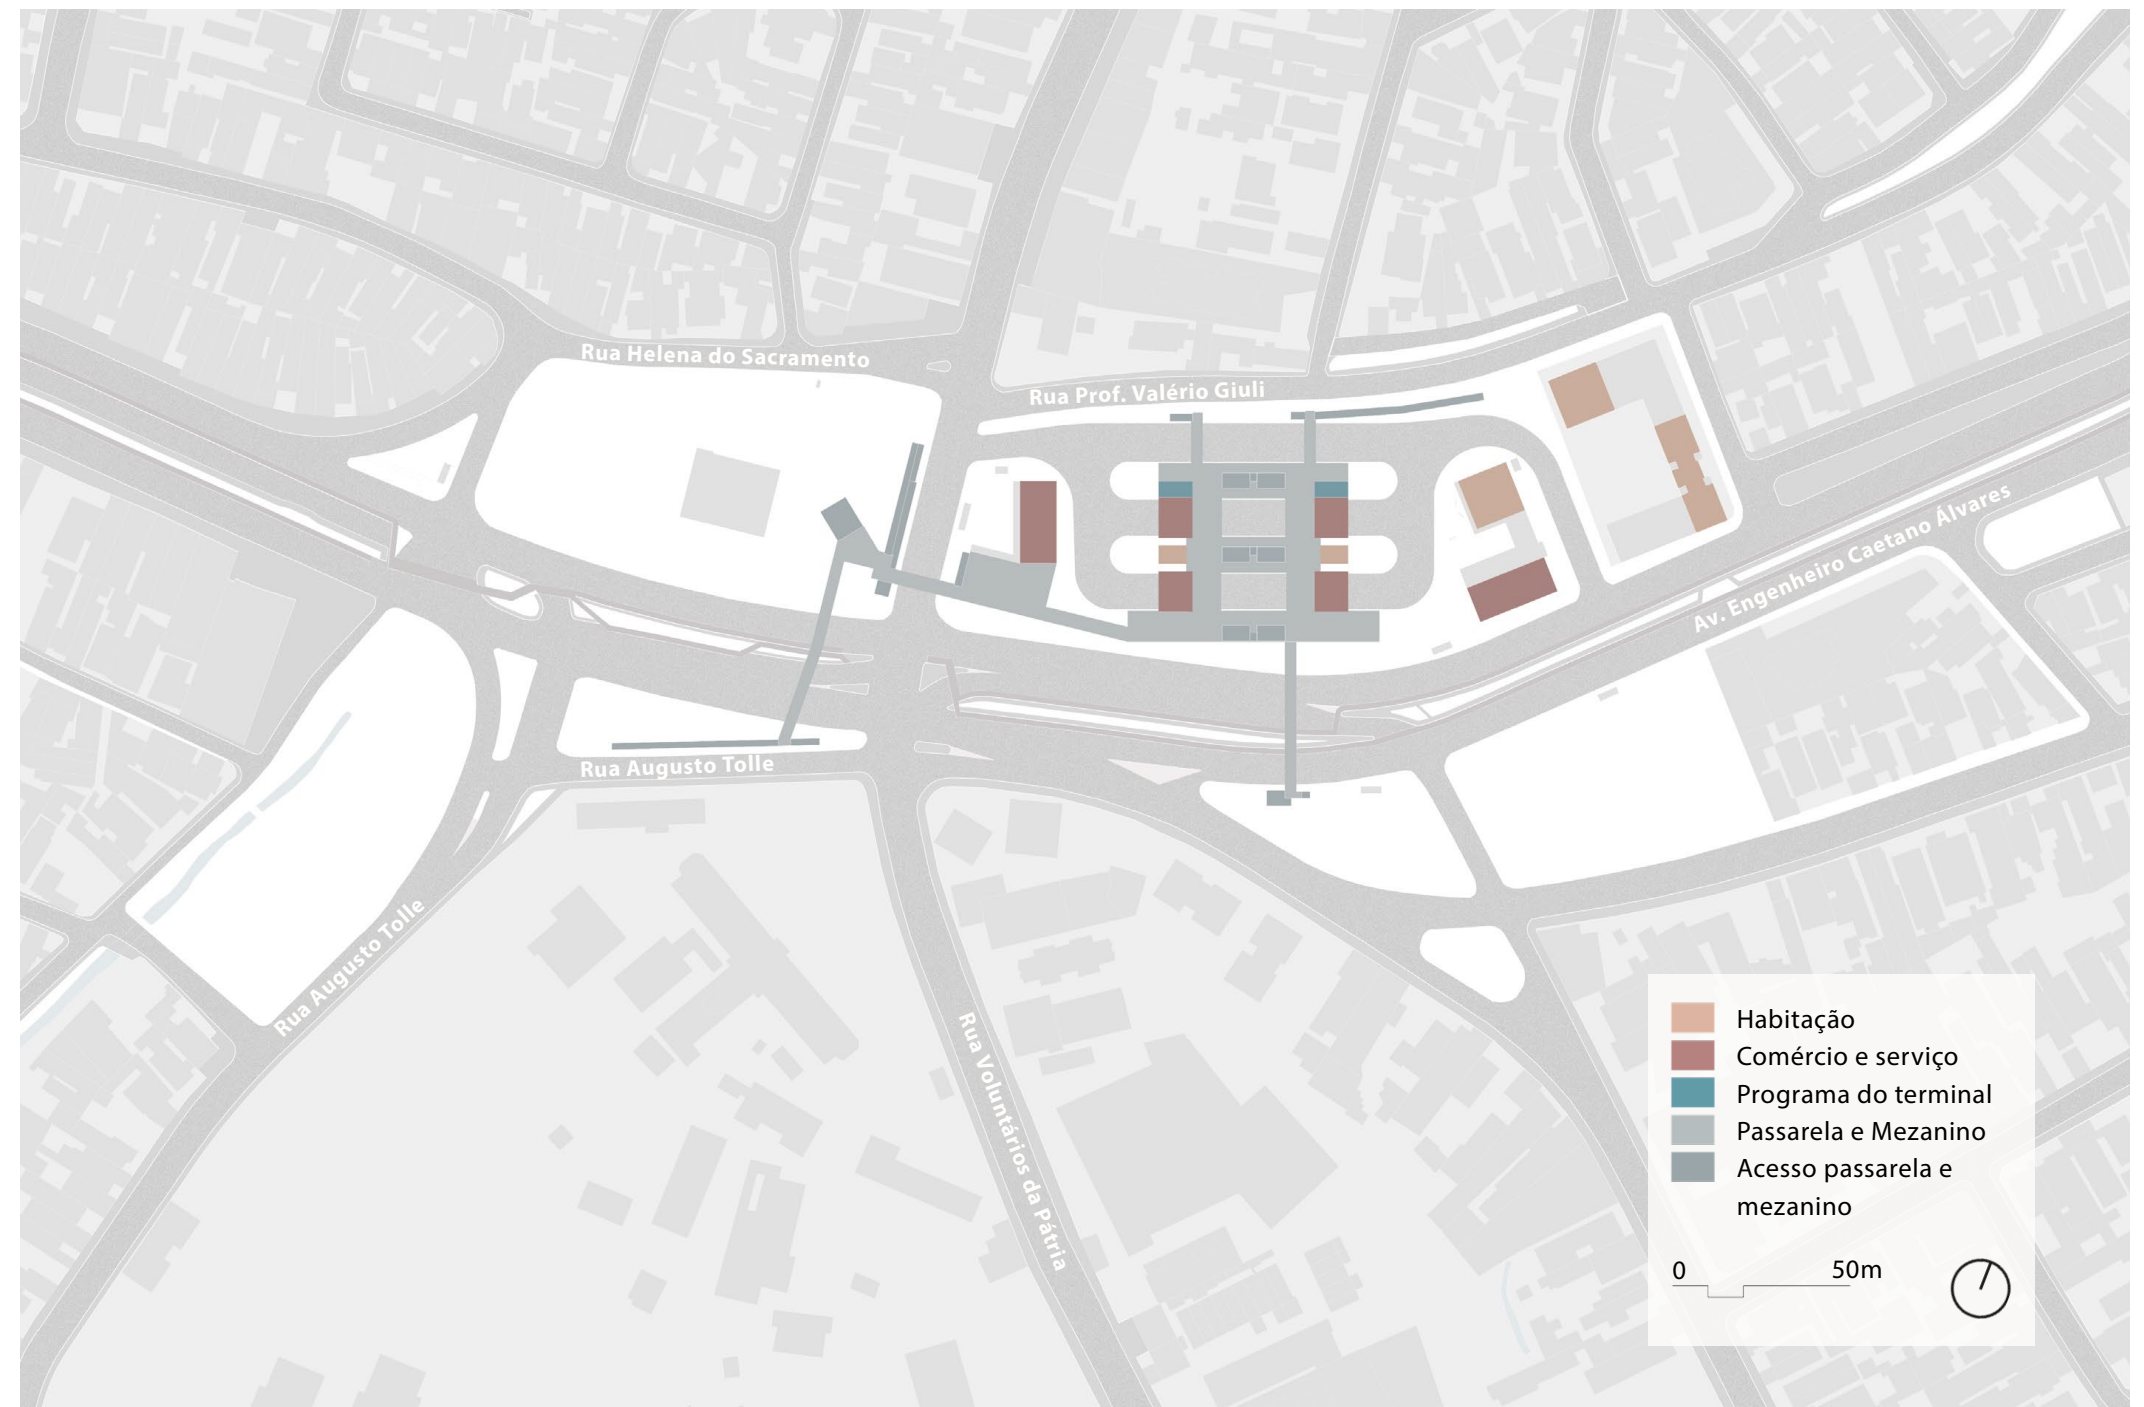 Rua Helena do Sacramento
Rua Prof. Valério Giuli
Av. Engenheiro Caetano Álvares
Rua Augusto Tolle
Rua Augusto Tolle
Rua Voluntários da Pátria
Habitação
Comércio e serviço
Programa do terminal
Passarela e Mezanino
Acesso passarela e
mezanino
0 50m